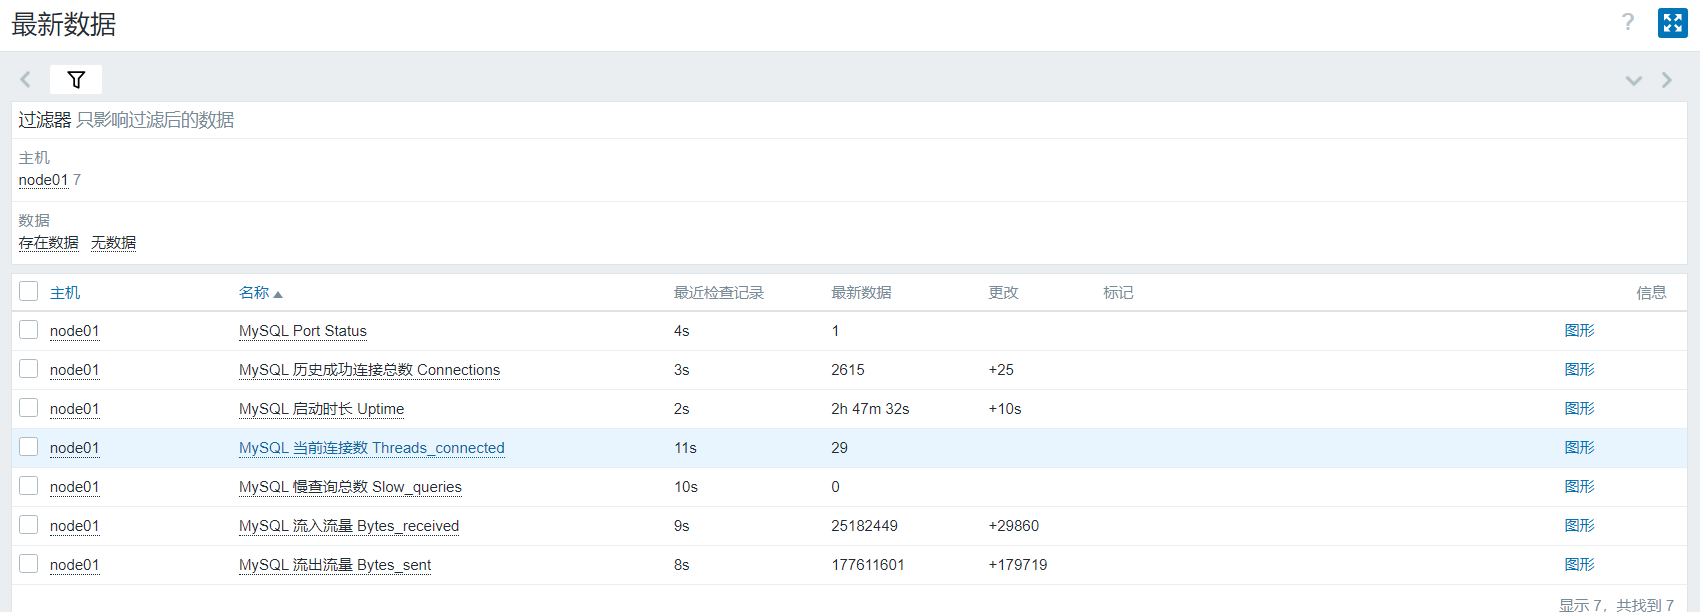 最新数据
?
过滤器 只影响过滤后的数据
主机
node01 7
数据
存在数据 无数据
主机 名称 最近检查记录 最新数据 更改 标记 信息
node01 MySQL Port Status 4s 1 图形
node01 MySQL 历史成功连接总数 Connections 3s 2615 +25 图形
node01 MySQL 启动时长 Uptime 2s 2h 47m 32s +10s 图形
node01 MySQL 当前连接数 Threads_connected 11s 29 图形
node01 MySQL 慢查询总数 Slow_queries 10s 0 图形
node01 MySQL 流入流量 Bytes_received 9s 25182449 +29860 图形
node01 MySQL 流出流量 Bytes_sent 8s 177611601 +179719 图形
显示 7，共找到 7